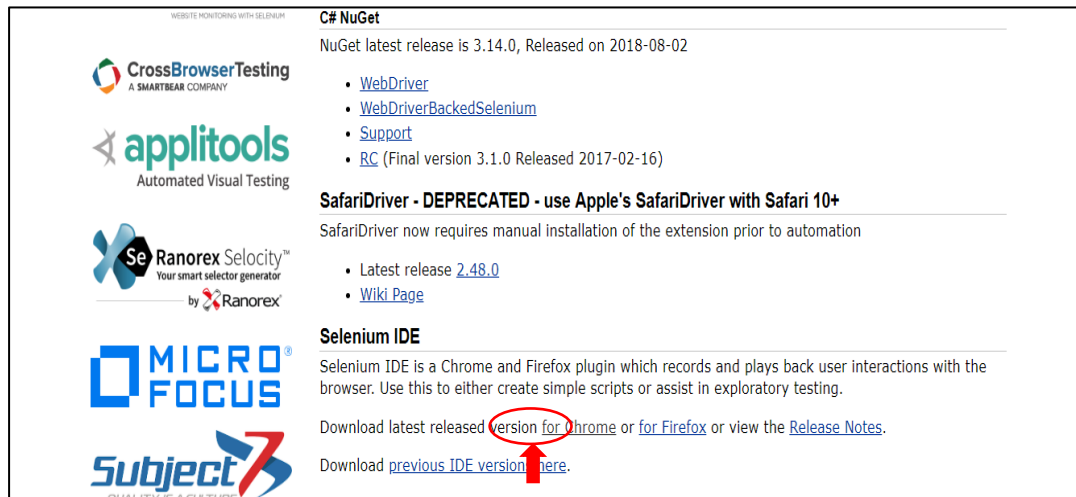 WEBSITE MONITORING WITH SELENIUM
CrossBrowserTesting
A SMARTBEAR COMPANY
applitools
Automated Visual Testing
Se Ranorex Selocity™
Your smart selector generator
by Ranorex®
MICRO®
FOCUS
Subject7
QUALITY IS A CULTURE
C# NuGet
NuGet latest release is 3.14.0, Released on 2018-08-02
• WebDriver
• WebDriverBackedSelenium
• Support
• RC (Final version 3.1.0 Released 2017-02-16)
SafariDriver - DEPRECATED - use Apple's SafariDriver with Safari 10+
SafariDriver now requires manual installation of the extension prior to automation
• Latest release 2.48.0
• Wiki Page
Selenium IDE
Selenium IDE is a Chrome and Firefox plugin which records and plays back user interactions with the
browser. Use this to either create simple scripts or assist in exploratory testing.
Download latest released version for Chrome or for Firefox or view the Release Notes.
Download previous IDE versions here.